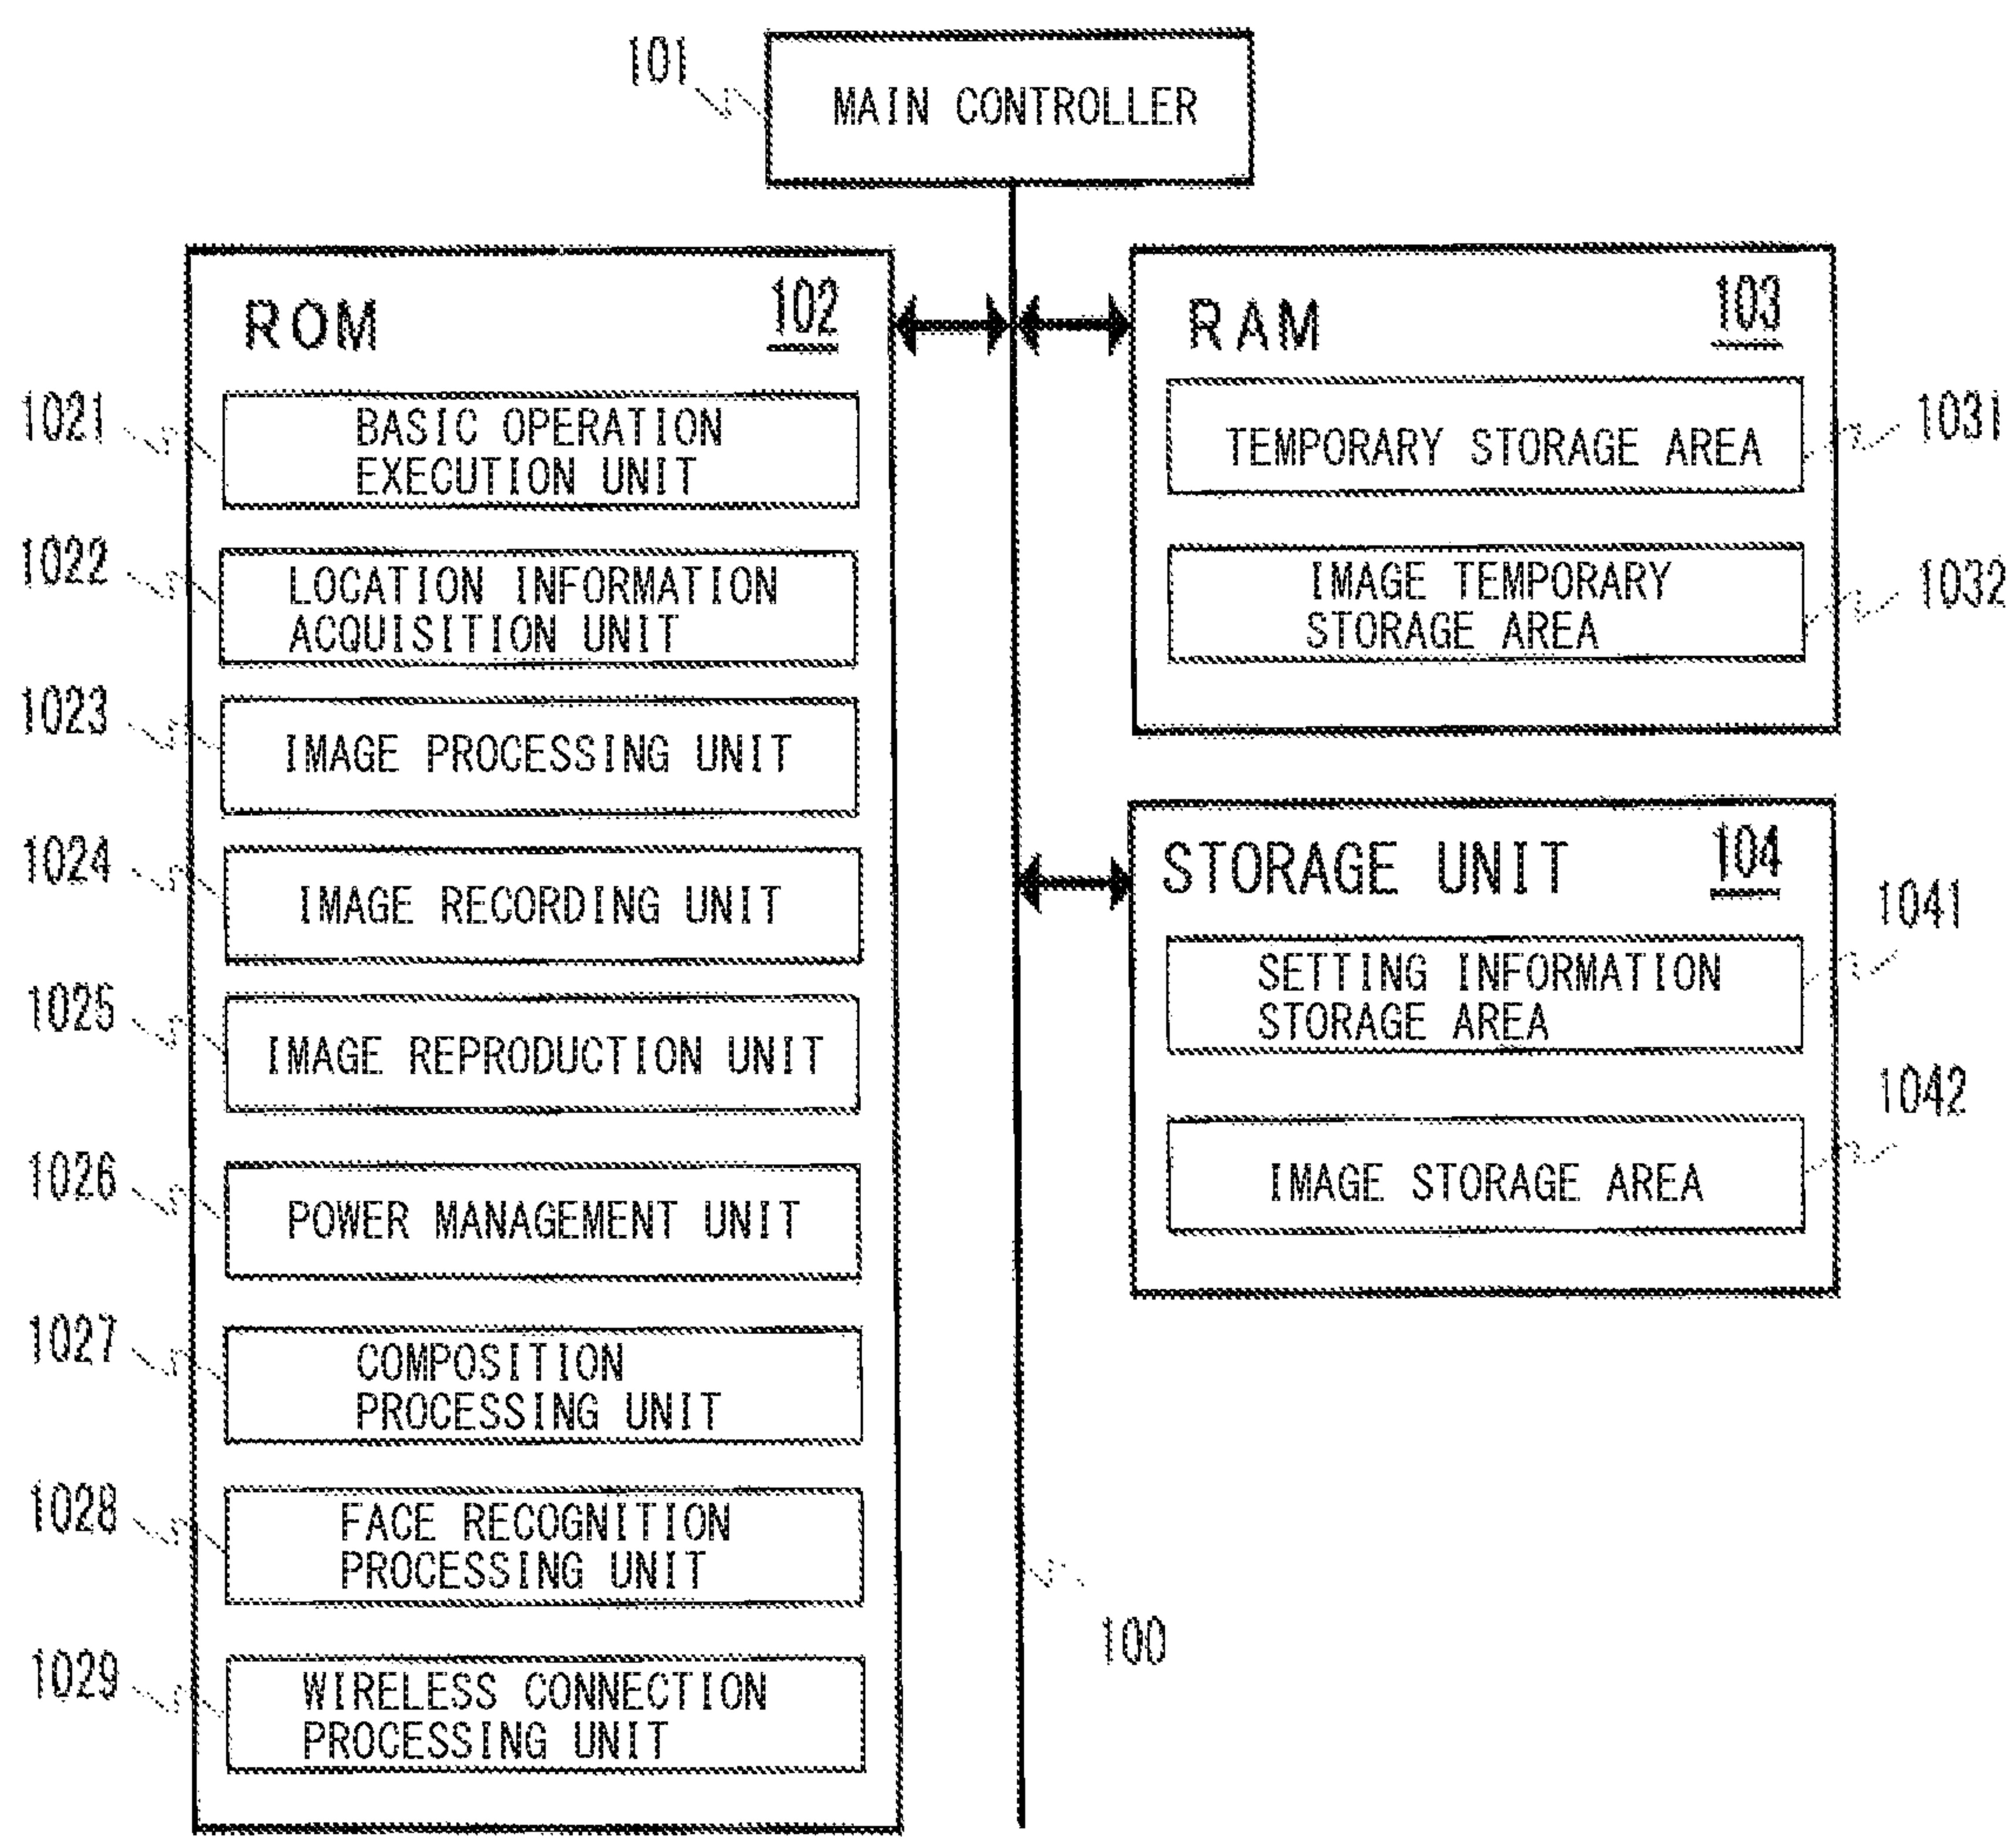 101
MAIN CONTROLLER
ROM
102
1021
BASIC OPERATION
EXECUTION UNIT
1022
LOCATION INFORMATION
ACQUISITION UNIT
1023
IMAGE PROCESSING UNIT
1024
IMAGE RECORDING UNIT
1025
IMAGE REPRODUCTION UNIT
1026
POWER MANAGEMENT UNIT
1027
COMPOSITION
PROCESSING UNIT
1028
FACE RECOGNITION
PROCESSING UNIT
1029
WIRELESS CONNECTION
PROCESSING UNIT
RAM
103
TEMPORARY STORAGE AREA
1031
IMAGE TEMPORARY
STORAGE AREA
1032
STORAGE UNIT
104
1041
SETTING INFORMATION
STORAGE AREA
1042
IMAGE STORAGE AREA
100